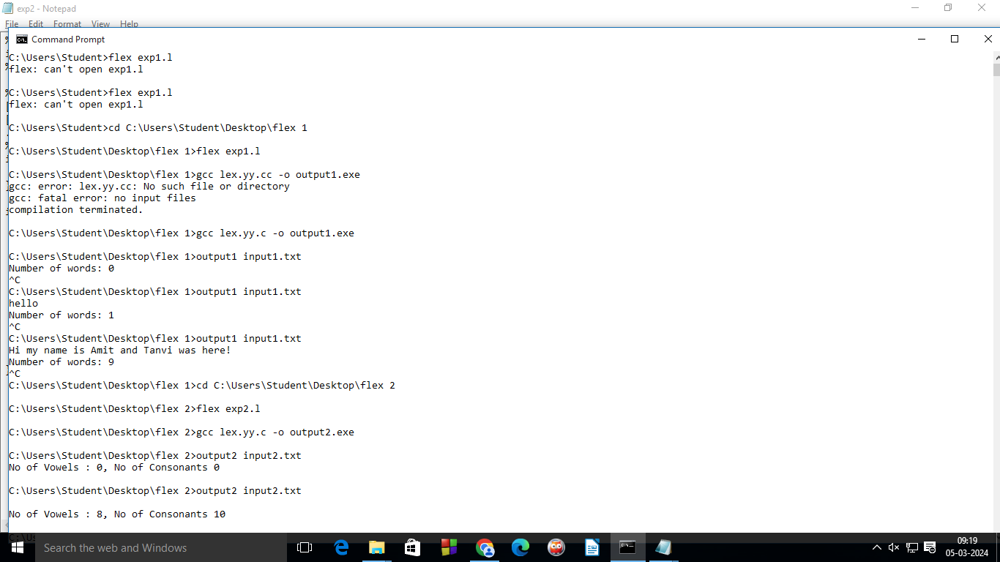 exp2 - Notepad
File Edit Format View Help
Command Prompt
C:\Users\Student>flex exp1.l
flex: can't open exp1.l
C:\Users\Student>flex exp1.l
flex: can't open exp1.l
C:\Users\Student>cd C:\Users\Student\Desktop\flex 1
C:\Users\Student\Desktop\flex 1>flex exp1.l
C:\Users\Student\Desktop\flex 1>gcc lex.yy.cc -o output1.exe
gcc: error: lex.yy.cc: No such file or directory
gcc: fatal error: no input files
compilation terminated.
C:\Users\Student\Desktop\flex 1>gcc lex.yy.c -o output1.exe
C:\Users\Student\Desktop\flex 1>output1 input1.txt
Number of words: 0
^C
C:\Users\Student\Desktop\flex 1>output1 input1.txt
hello
Number of words: 1
^C
C:\Users\Student\Desktop\flex 1>output1 input1.txt
Hi my name is Amit and Tanvi was here!
Number of words: 9
^C
C:\Users\Student\Desktop\flex 1>cd C:\Users\Student\Desktop\flex 2
C:\Users\Student\Desktop\flex 2>flex exp2.l
C:\Users\Student\Desktop\flex 2>gcc lex.yy.c -o output2.exe
C:\Users\Student\Desktop\flex 2>output2 input2.txt
No of Vowels : 0, No of Consonants 0
C:\Users\Student\Desktop\flex 2>output2 input2.txt
No of Vowels : 8, No of Consonants 10
Search the web and Windows
09:19
05-03-2024